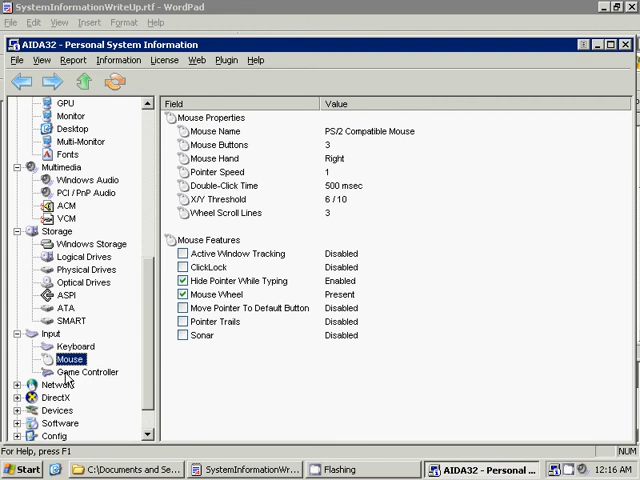 SystemInformationWriteUp.rtf - WordPad
File Edit View Insert Format Help
AIDA32 - Personal System Information
File View Report Information License Web Plugin Help
GPU
Monitor
Desktop
Multi-Monitor
Fonts
Multimedia
Windows Audio
PCI / PnP Audio
ACM
VCM
Storage
Windows Storage
Logical Drives
Physical Drives
Optical Drives
ASPI
ATA
SMART
Input
Keyboard
Mouse
Game Controller
Network
DirectX
Devices
Software
Config
Field Value
Mouse Properties
Mouse Name PS/2 Compatible Mouse
Mouse Buttons 3
Mouse Hand Right
Pointer Speed 1
Double-Click Time 500 msec
X/Y Threshold 6 / 10
Wheel Scroll Lines 3
Mouse Features
Active Window Tracking Disabled
ClickLock Disabled
Hide Pointer While Typing Enabled
Mouse Wheel Present
Move Pointer To Default Button Disabled
Pointer Trails Disabled
Sonar Disabled
For Help, press F1 NUM
Start C:\Documents and Se... SystemInformationWr... Flashing AIDA32 - Personal ... 12:16 AM